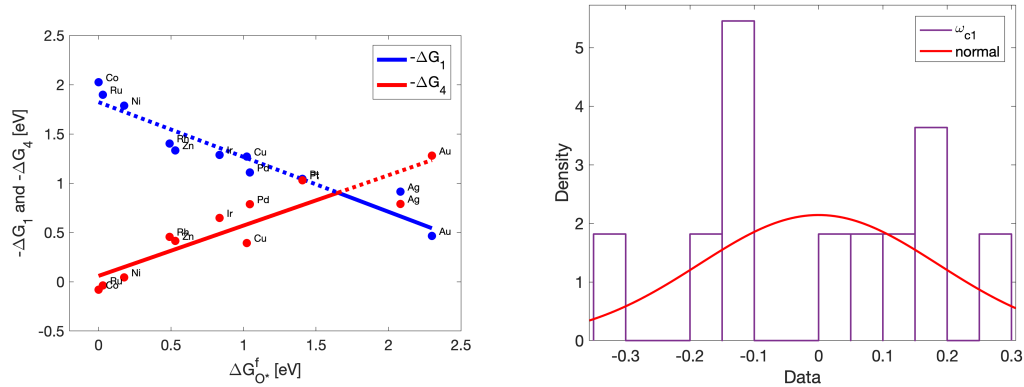 2.5
2
1.5
1
0.5
0
-0.5
-ΔG1 and -ΔG4 [eV]
-ΔG1
-ΔG4
Co
Ru
Ni
Rh
Zn
Ir
Cu
Pd
Pt
Ag
Au
Au
Ag
Pt
Pd
Ir
Cu
Rh
Zn
Ni
Ru
Co
0 0.5 1 1.5 2 2.5
ΔG^f_O* [eV]
5
4
3
2
1
0
Density
ωc1
normal
-0.3 -0.2 -0.1 0 0.1 0.2 0.3
Data